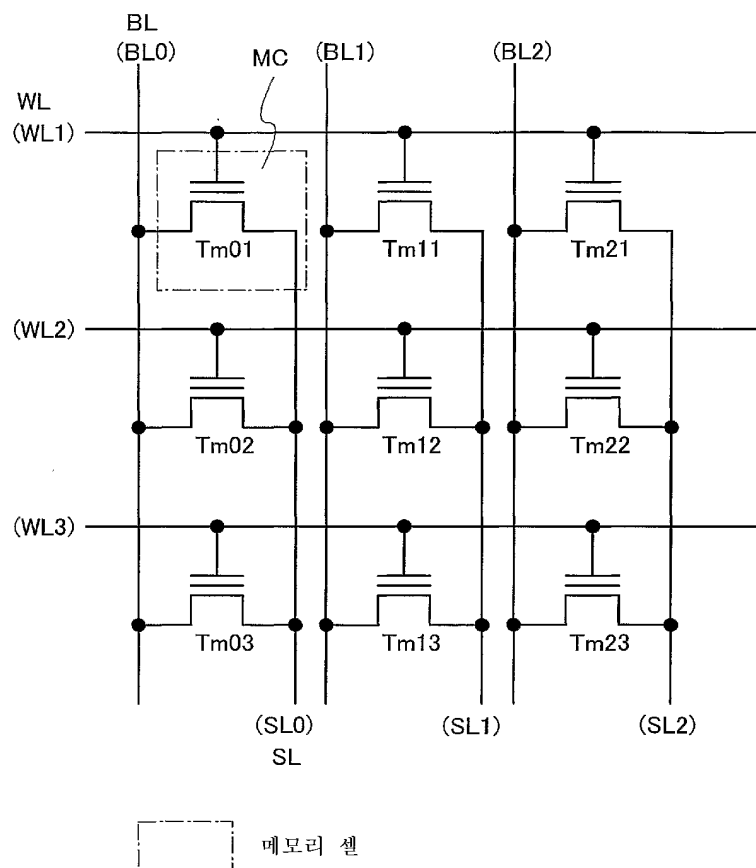 BL
(BL0) (BL1) (BL2)
MC
WL
(WL1)
Tm01 Tm11 Tm21
(WL2)
Tm02 Tm12 Tm22
(WL3)
Tm03 Tm13 Tm23
(SL0) (SL1) (SL2)
SL
메모리 셀